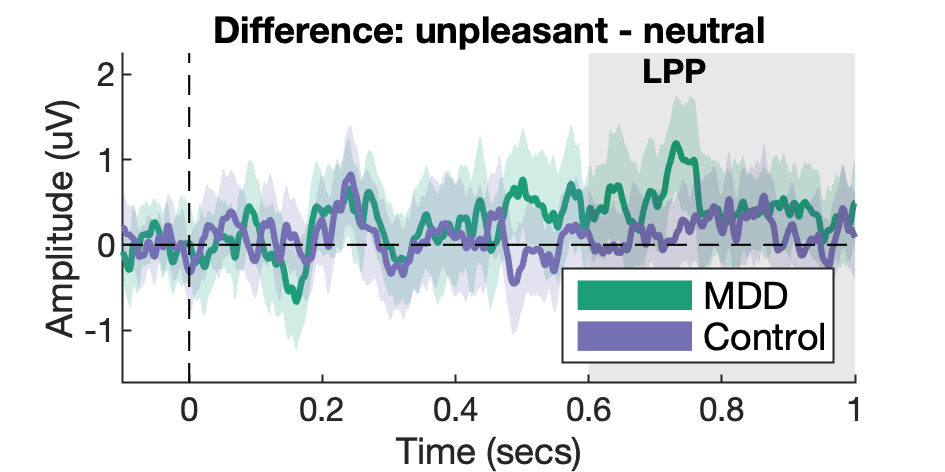 Difference: unpleasant - neutral
LPP
2
1
0
-1
Amplitude (uV)
MDD
Control
0 0.2 0.4 0.6 0.8 1
Time (secs)